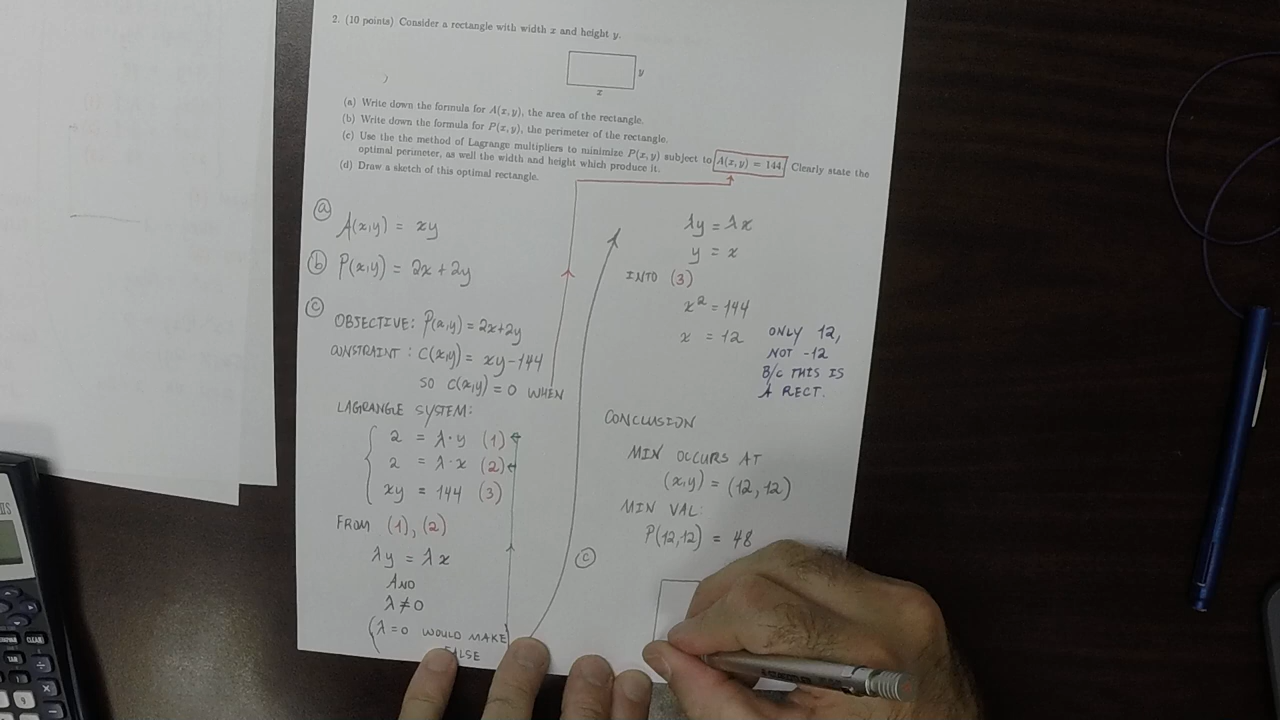 2. (10 points) Consider a rectangle with width x and height y.
y
x
(a) Write down the formula for A(x, y), the area of the rectangle.
(b) Write down the formula for P(x, y), the perimeter of the rectangle.
(c) Use the the method of Lagrange multipliers to minimize P(x, y) subject to A(x, y) = 144. Clearly state the
optimal perimeter, as well the width and height which produce it.
(d) Draw a sketch of this optimal rectangle.
(a) A(x,y) = xy
(b) P(x,y) = 2x + 2y
(c)
OBJECTIVE: P(x,y) = 2x+2y
CONSTRAINT: C(x,y) = xy-144
SO C(x,y) = 0 WHEN
LAGRANGE SYSTEM:
2 = λ·y (1)
2 = λ·x (2)
xy = 144 (3)
FROM (1), (2)
λy = λx
AND
λ≠0
(λ=0 WOULD MAKE
FALSE
λy = λx
y = x
INTO (3)
x² = 144
x = 12
ONLY 12,
NOT -12
B/C THIS IS
A RECT.
CONCLUSION
MIN OCCURS AT
(x,y) = (12,12)
MIN VAL:
P(12,12) = 48
(c)
CLEAR
TAB